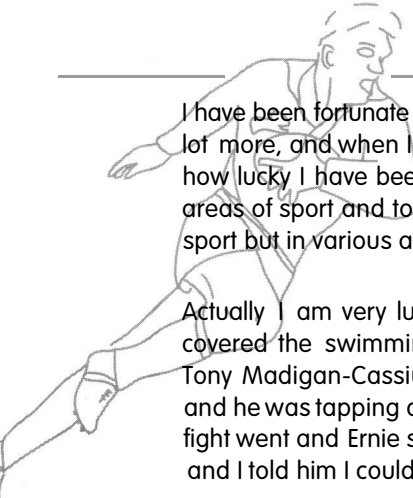 I have been fortunate
lot more, and when I
how lucky I have bee
areas of sport and to
sport but in various a
Actually I am very lu
covered the swimmi
Tony Madigan-Cassiu
and he was tapping
fight went and Ernie s
and I told him I could